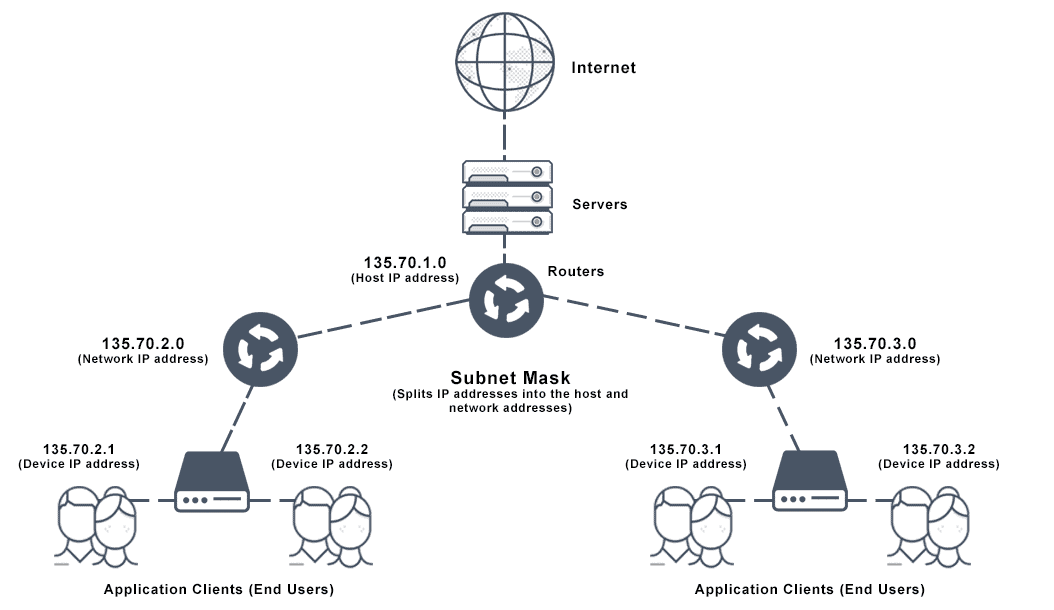 Internet
Servers
135.70.1.0
(Host IP address)
Routers
135.70.2.0
(Network IP address)
135.70.3.0
(Network IP address)
Subnet Mask
(Splits IP addresses into the host and
network addresses)
135.70.2.1
(Device IP address)
135.70.2.2
(Device IP address)
135.70.3.1
(Device IP address)
135.70.3.2
(Device IP address)
Application Clients (End Users)
Application Clients (End Users)